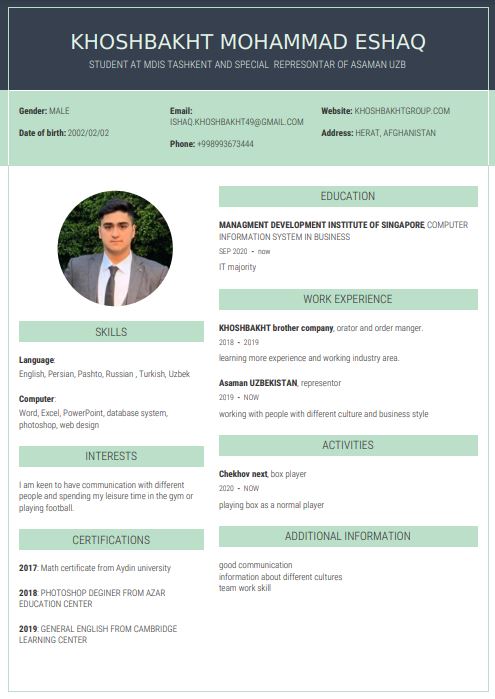 KHOSHBAKHT MOHAMMAD ESHAQ
STUDENT AT MDIS TASHKENT AND SPECIAL REPRESONTAR OF ASAMAN UZB
Gender: MALE
Date of birth: 2002/02/02
Email:
ISHAQ.KHOSHBAKHT49@GMAIL.COM
Phone: +998993673444
Website: KHOSHBAKHTGROUP.COM
Address: HERAT, AFGHANISTAN
SKILLS
Language:
English, Persian, Pashto, Russian , Turkish, Uzbek
Computer:
Word, Excel, PowerPoint, database system,
photoshop, web design
INTERESTS
I am keen to have communication with different
people and spending my leisure time in the gym or
playing football.
CERTIFICATIONS
2017: Math certificate from Aydin university
2018: PHOTOSHOP DEGINER FROM AZAR
EDUCATION CENTER
2019: GENERAL ENGLISH FROM CAMBRIDGE
LEARNING CENTER
EDUCATION
MANAGMENT DEVELOPMENT INSTITUTE OF SINGAPORE, COMPUTER
INFORMATION SYSTEM IN BUSINESS
SEP 2020 - now
IT majority
WORK EXPERIENCE
KHOSHBAKHT brother company, orator and order manger.
2018 - 2019
learning more experience and working industry area.
Asaman UZBEKISTAN, representor
2019 - NOW
working with people with different culture and business style
ACTIVITIES
Chekhov next, box player
2020 - NOW
playing box as a normal player
ADDITIONAL INFORMATION
good communication
information about different cultures
team work skill